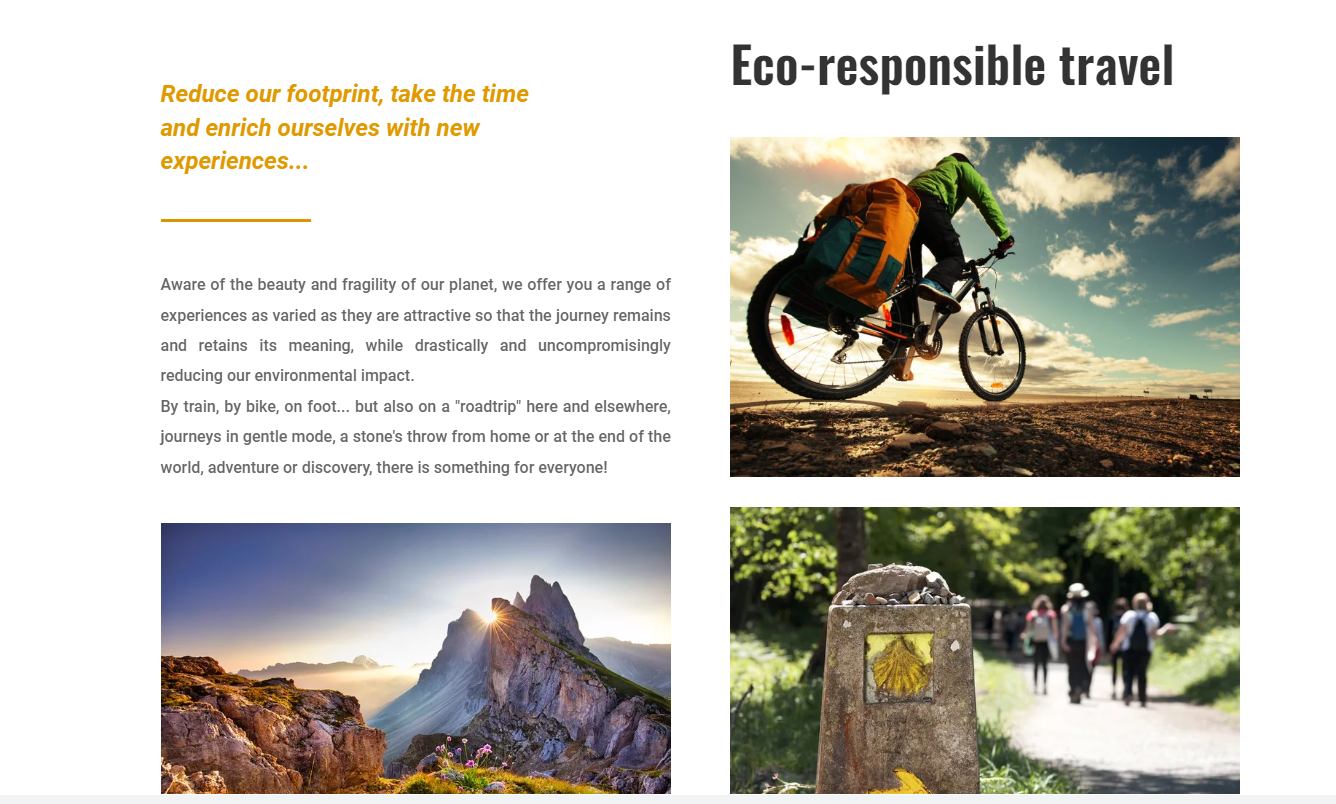 Eco-responsible travel
Reduce our footprint, take the time
and enrich ourselves with new
experiences...
Aware of the beauty and fragility of our planet, we offer you a range of
experiences as varied as they are attractive so that the journey remains
and retains its meaning, while drastically and uncompromisingly
reducing our environmental impact.
By train, by bike, on foot... but also on a "roadtrip" here and elsewhere,
journeys in gentle mode, a stone's throw from home or at the end of the
world, adventure or discovery, there is something for everyone!